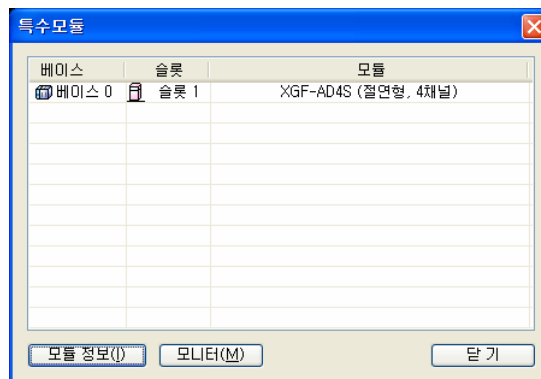 특수모듈
베이스 슬롯 모듈
베이스 0 슬롯 1 XGF-AD4S (절연형, 4채널)
모듈 정보(I) 모니터(M) 닫 기